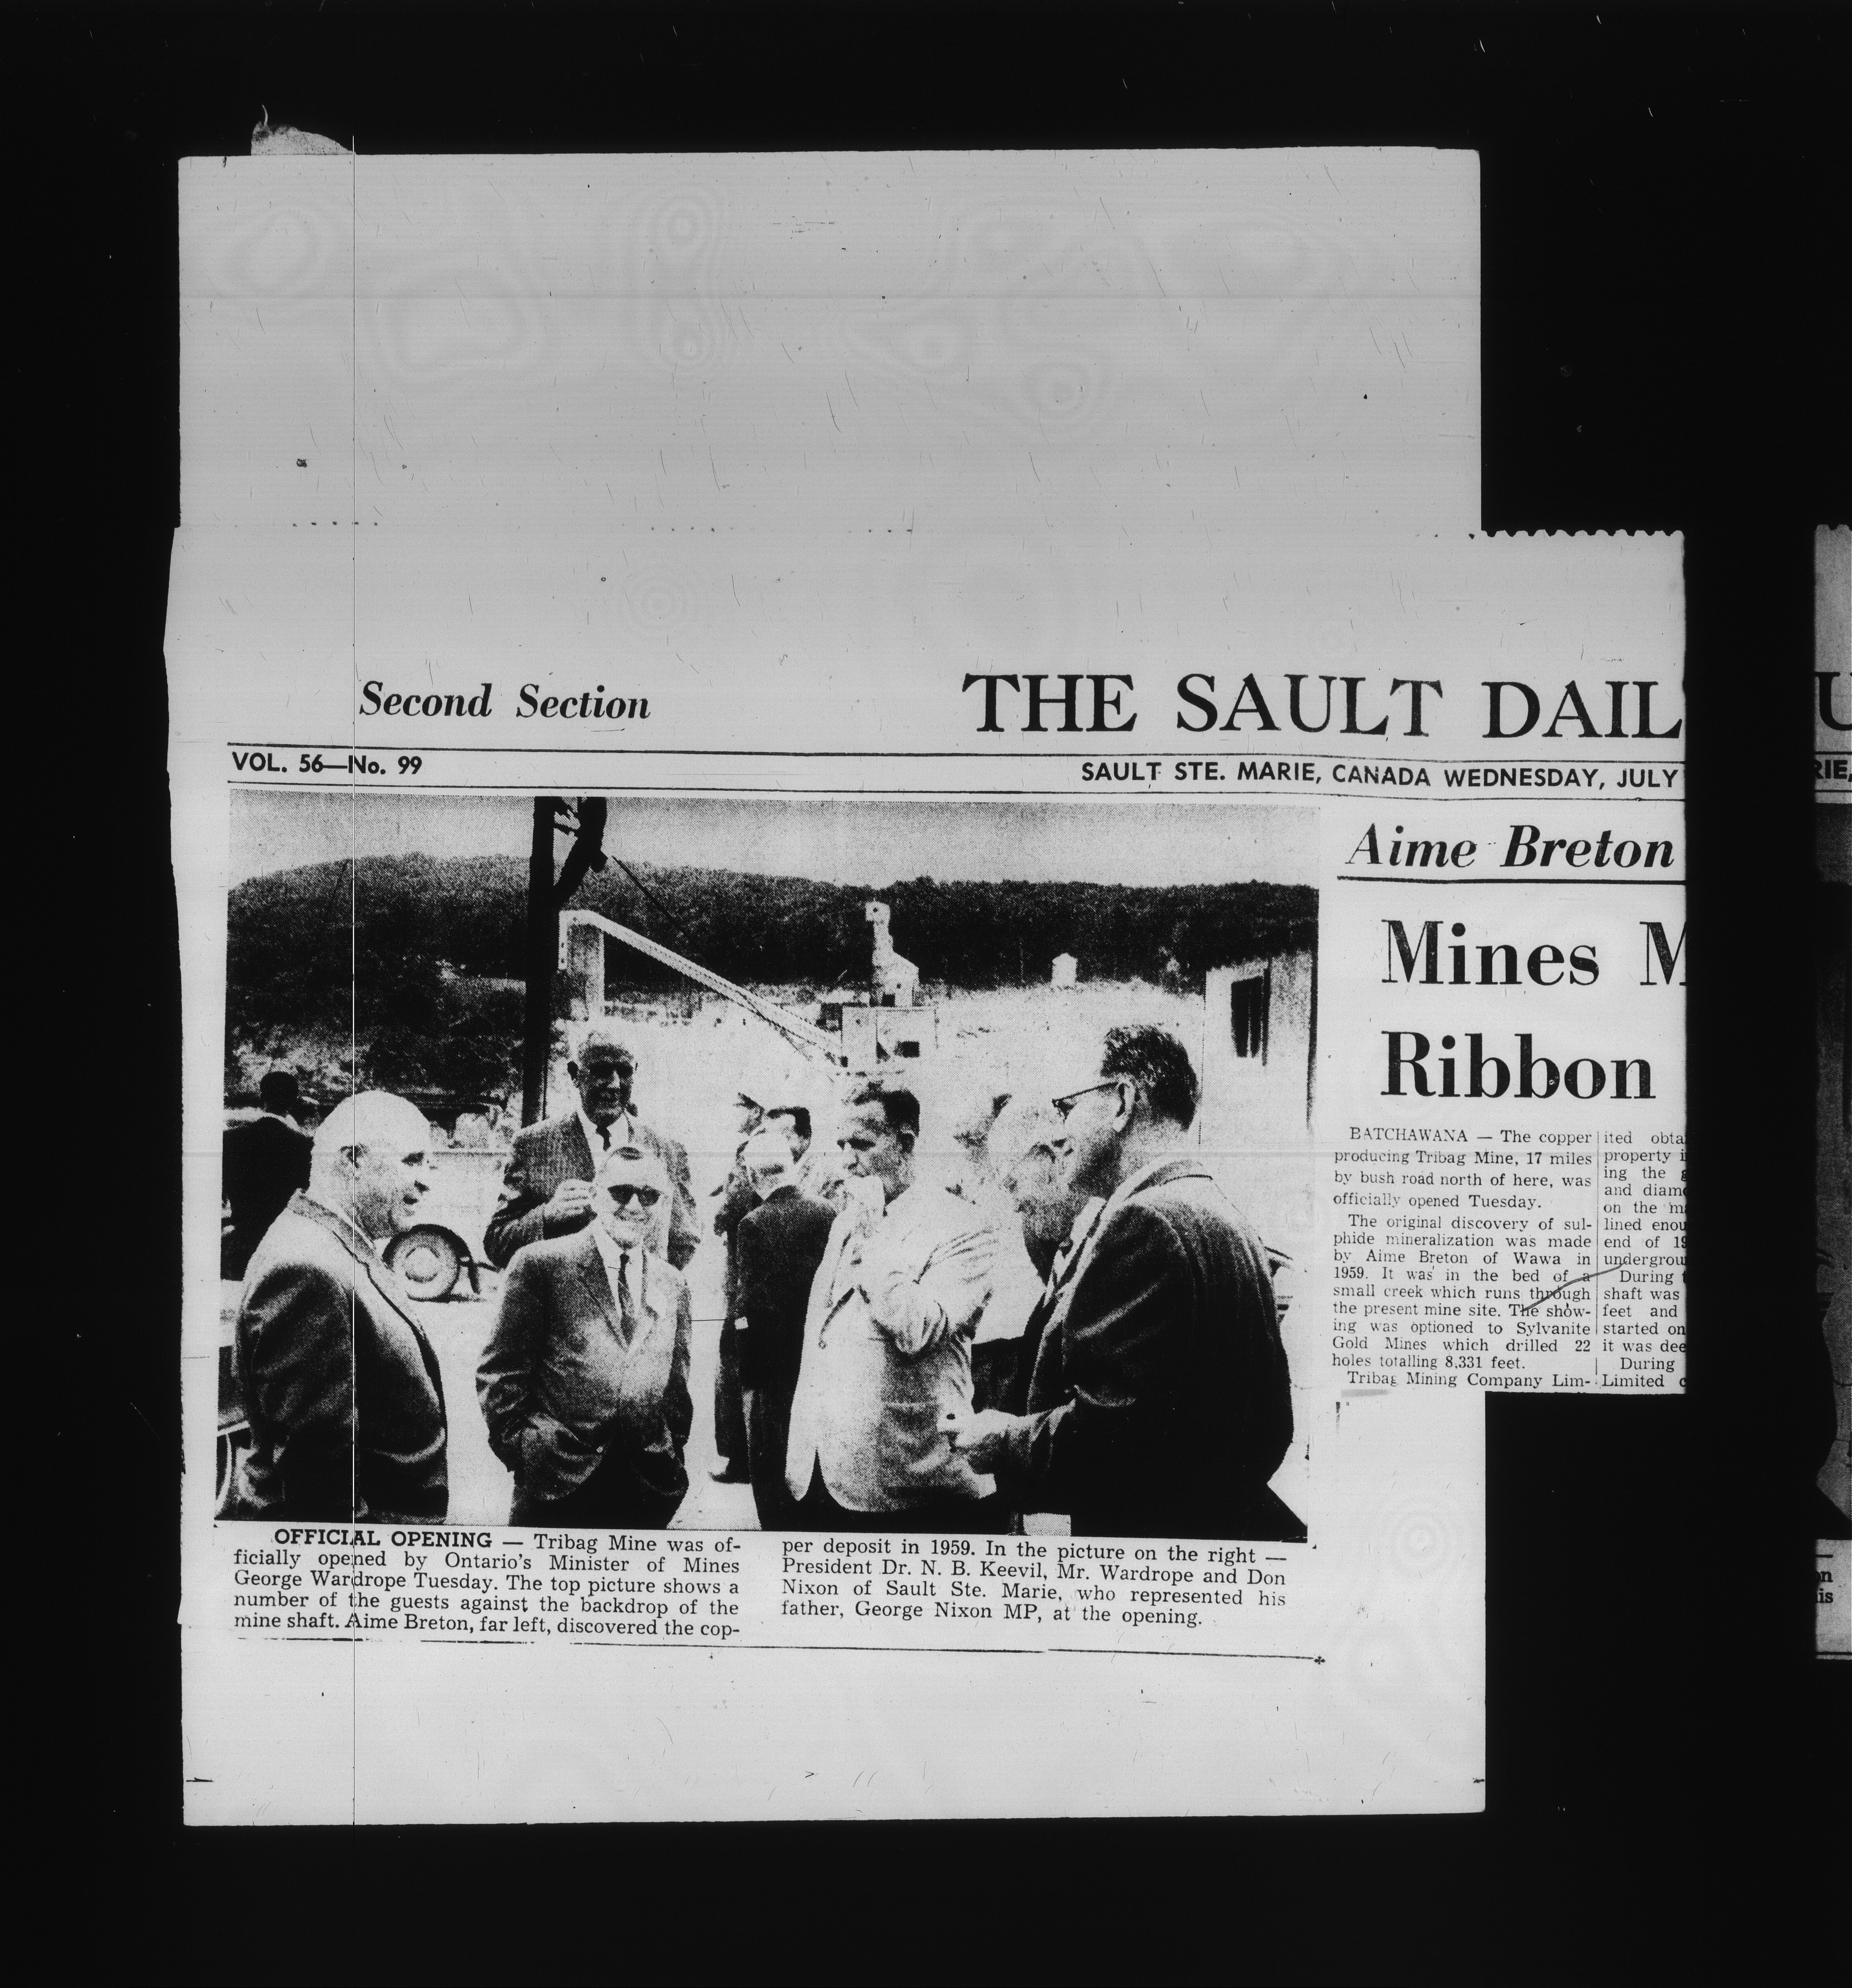 Second Section
THE SAULT DAIL
VOL. 56—No. 99
SAULT STE. MARIE, CANADA WEDNESDAY, JULY
Aime Breton
Mines M
Ribbon
BATCHAWANA — The copper
producing Tribag Mine, 17 miles
by bush road north of here, was
officially opened Tuesday.
The original discovery of sul-
phide mineralization was made
by Aime Breton of Wawa in
1959. It was in the bed of a
small creek which runs through
the present mine site. The show-
ing was optioned to Sylvanite
Gold Mines which drilled 22
holes totalling 8,331 feet.
Tribag Mining Company Lim-
ited obta
property i
ing the g
and diam
on the m
lined enou
end of 19
undergrou
During t
shaft was
feet and
started on
it was dee
During
Limited c
OFFICIAL OPENING — Tribag Mine was of-
ficially opened by Ontario's Minister of Mines
George Wardrope Tuesday. The top picture shows a
number of the guests against the backdrop of the
mine shaft. Aime Breton, far left, discovered the cop-
per deposit in 1959. In the picture on the right —
President Dr. N. B. Keevil, Mr. Wardrope and Don
Nixon of Sault Ste. Marie, who represented his
father, George Nixon MP, at the opening.
U
RIE,
on
is